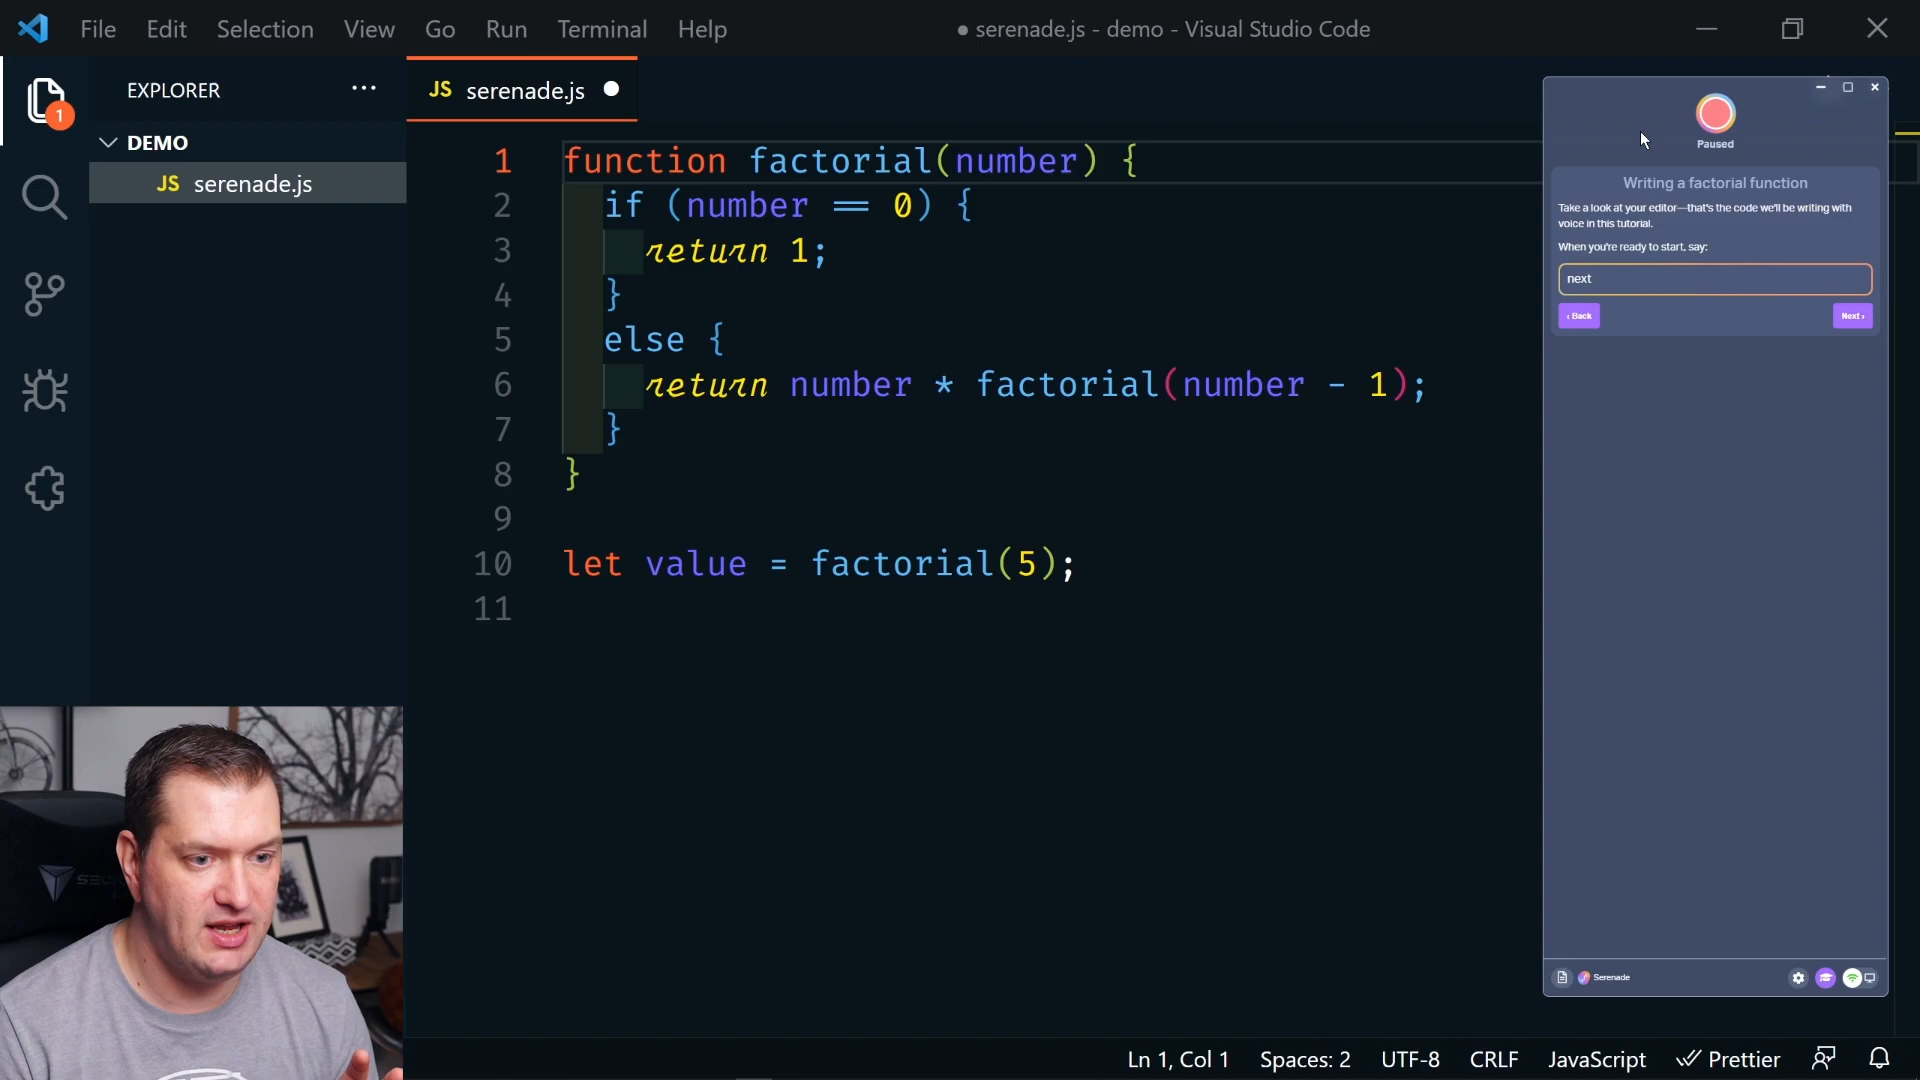 File Edit Selection View Go Run Terminal Help
● serenade.js - demo - Visual Studio Code
EXPLORER
JS serenade.js
1
DEMO
JS serenade.js
1 function factorial(number) {
2 if (number == 0) {
3 return 1;
4 }
5 else {
6 return number * factorial(number - 1);
7 }
8 }
9
10 let value = factorial(5);
11
Paused
Writing a factorial function
Take a look at your editor—that's the code we'll be writing with
voice in this tutorial.
When you're ready to start, say:
next
‹ Back
Next ›
Serenade
Ln 1, Col 1 Spaces: 2 UTF-8 CRLF JavaScript Prettier